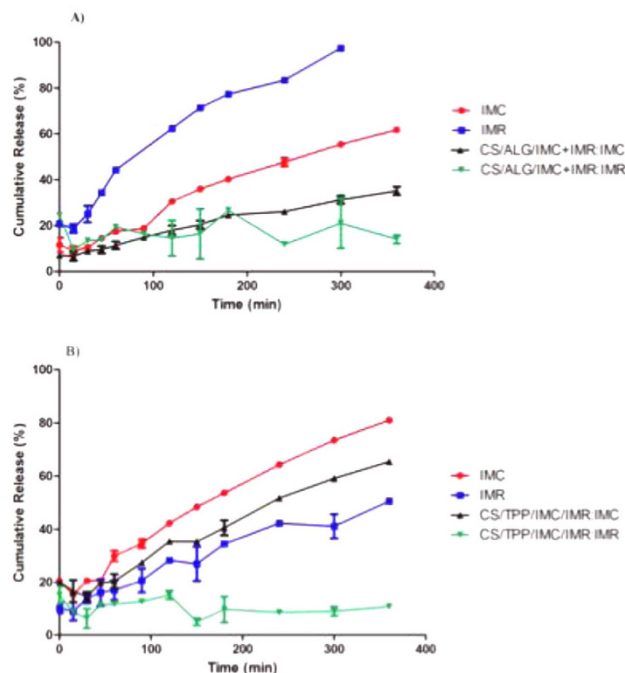 A)
Cumulative Release (%)
100
80
60
40
20
0
0
100
200
300
400
Time (min)
IMC
IMR
CS/ALG/IMC+IMR:IMC
CS/ALG/IMC+IMR:IMR
B)
Cumulative Release (%)
100
80
60
40
20
0
0
100
200
300
400
Time (min)
IMC
IMR
CS/TPP/IMC/IMR:IMC
CS/TPP/IMC/IMR:IMR